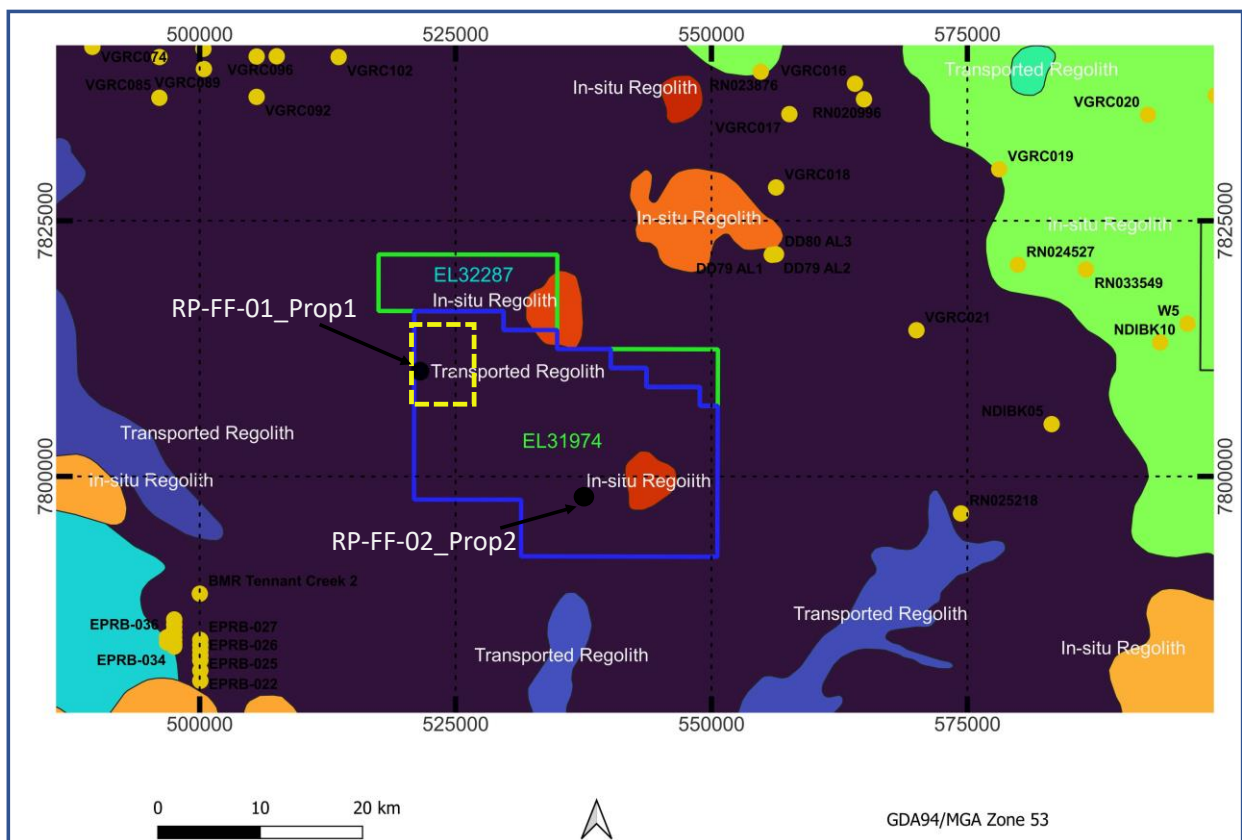 500000 525000 550000 575000
VGRC074 VGRC096 VGRC102 VGRC016 Transported Regolith
VGRC085 VGRC089 In-situ Regolith RN023876
VGRC092 VGRC017 RN020996 VGRC020
VGRC019
VGRC018
7825000 In-situ Rogolith In-situ Regolith 7825000
DD80 AL3
DD79 AL1 DD79 AL2 RN024527
EL32287 RN033549
In-situ Regolith
RP-FF-01_Prop1 W5
VGRC021 NDIBK10
Transported Regolith
NDIBK05
Transported Regolith EL31974
In-situ Regolith In-situ Regoiith
7800000 7800000
RN025218
RP-FF-02_Prop2
BMR Tennant Creek 2
EPRB-036 EPRB-027 Transported Regolith
EPRB-026
EPRB-034 EPRB-025 Transported Regolith In-situ Regolith
EPRB-022
500000 525000 550000 575000
0 10 20 km
GDA94/MGA Zone 53